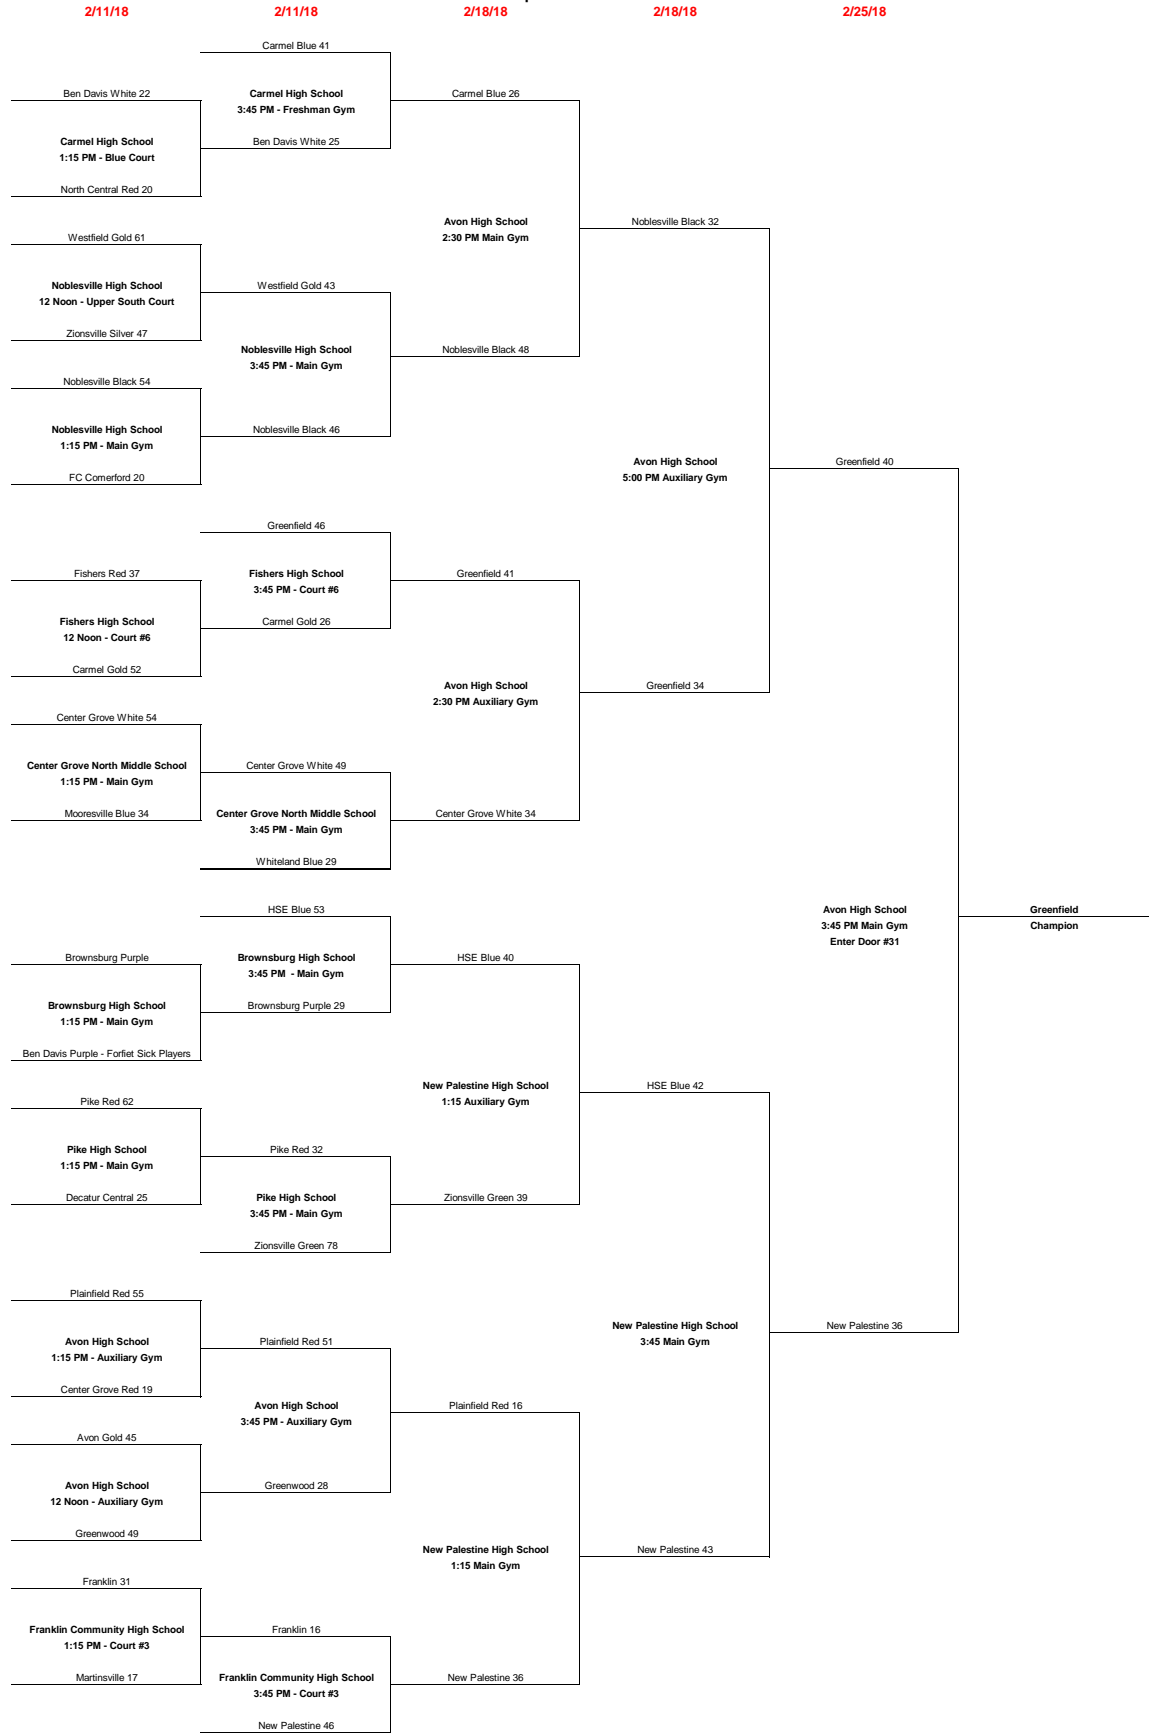 2/11/18 2/11/18 2/18/18 2/18/18 2/25/18
Carmel Blue 41
Ben Davis White 22 Carmel High School Carmel Blue 26
3:45 PM - Freshman Gym
Carmel High School Ben Davis White 25
1:15 PM - Blue Court
North Central Red 20
Avon High School Noblesville Black 32
Westfield Gold 61 2:30 PM Main Gym
Noblesville High School Westfield Gold 43
12 Noon - Upper South Court
Zionsville Silver 47
Noblesville High School Noblesville Black 48
3:45 PM - Main Gym
Noblesville Black 54
Noblesville High School Noblesville Black 46
1:15 PM - Main Gym
Avon High School Greenfield 40
FC Comerford 20 5:00 PM Auxiliary Gym
Greenfield 46
Fishers Red 37 Fishers High School Greenfield 41
3:45 PM - Court #6
Fishers High School Carmel Gold 26
12 Noon - Court #6
Carmel Gold 52
Avon High School Greenfield 34
2:30 PM Auxiliary Gym
Center Grove White 54
Center Grove North Middle School Center Grove White 49
1:15 PM - Main Gym
Mooresville Blue 34 Center Grove North Middle School Center Grove White 34
3:45 PM - Main Gym
Whiteland Blue 29
HSE Blue 53 Avon High School Greenfield
3:45 PM Main Gym Champion
Enter Door #31
Brownsburg Purple Brownsburg High School HSE Blue 40
3:45 PM - Main Gym
Brownsburg High School Brownsburg Purple 29
1:15 PM - Main Gym
Ben Davis Purple - Forfiet Sick Players
New Palestine High School HSE Blue 42
Pike Red 62 1:15 Auxiliary Gym
Pike High School Pike Red 32
1:15 PM - Main Gym
Decatur Central 25 Pike High School Zionsville Green 39
3:45 PM - Main Gym
Zionsville Green 78
Plainfield Red 55
New Palestine High School New Palestine 36
3:45 Main Gym
Avon High School Plainfield Red 51
1:15 PM - Auxiliary Gym
Center Grove Red 19
Avon High School Plainfield Red 16
3:45 PM - Auxiliary Gym
Avon Gold 45
Avon High School Greenwood 28
12 Noon - Auxiliary Gym
Greenwood 49
New Palestine High School New Palestine 43
1:15 Main Gym
Franklin 31
Franklin Community High School Franklin 16
1:15 PM - Court #3
Martinsville 17 Franklin Community High School New Palestine 36
3:45 PM - Court #3
New Palestine 46